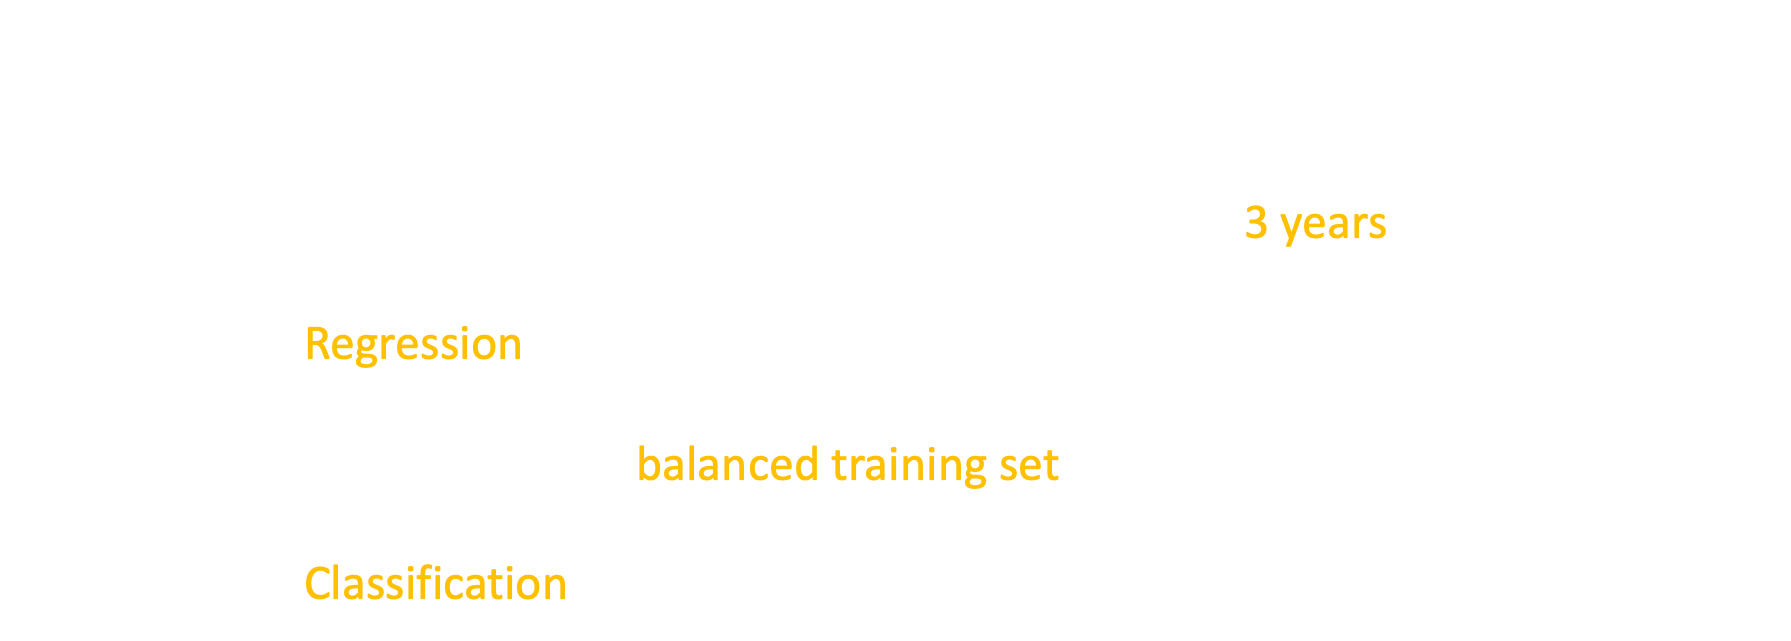 3 years
Regression
balanced training set
Classification